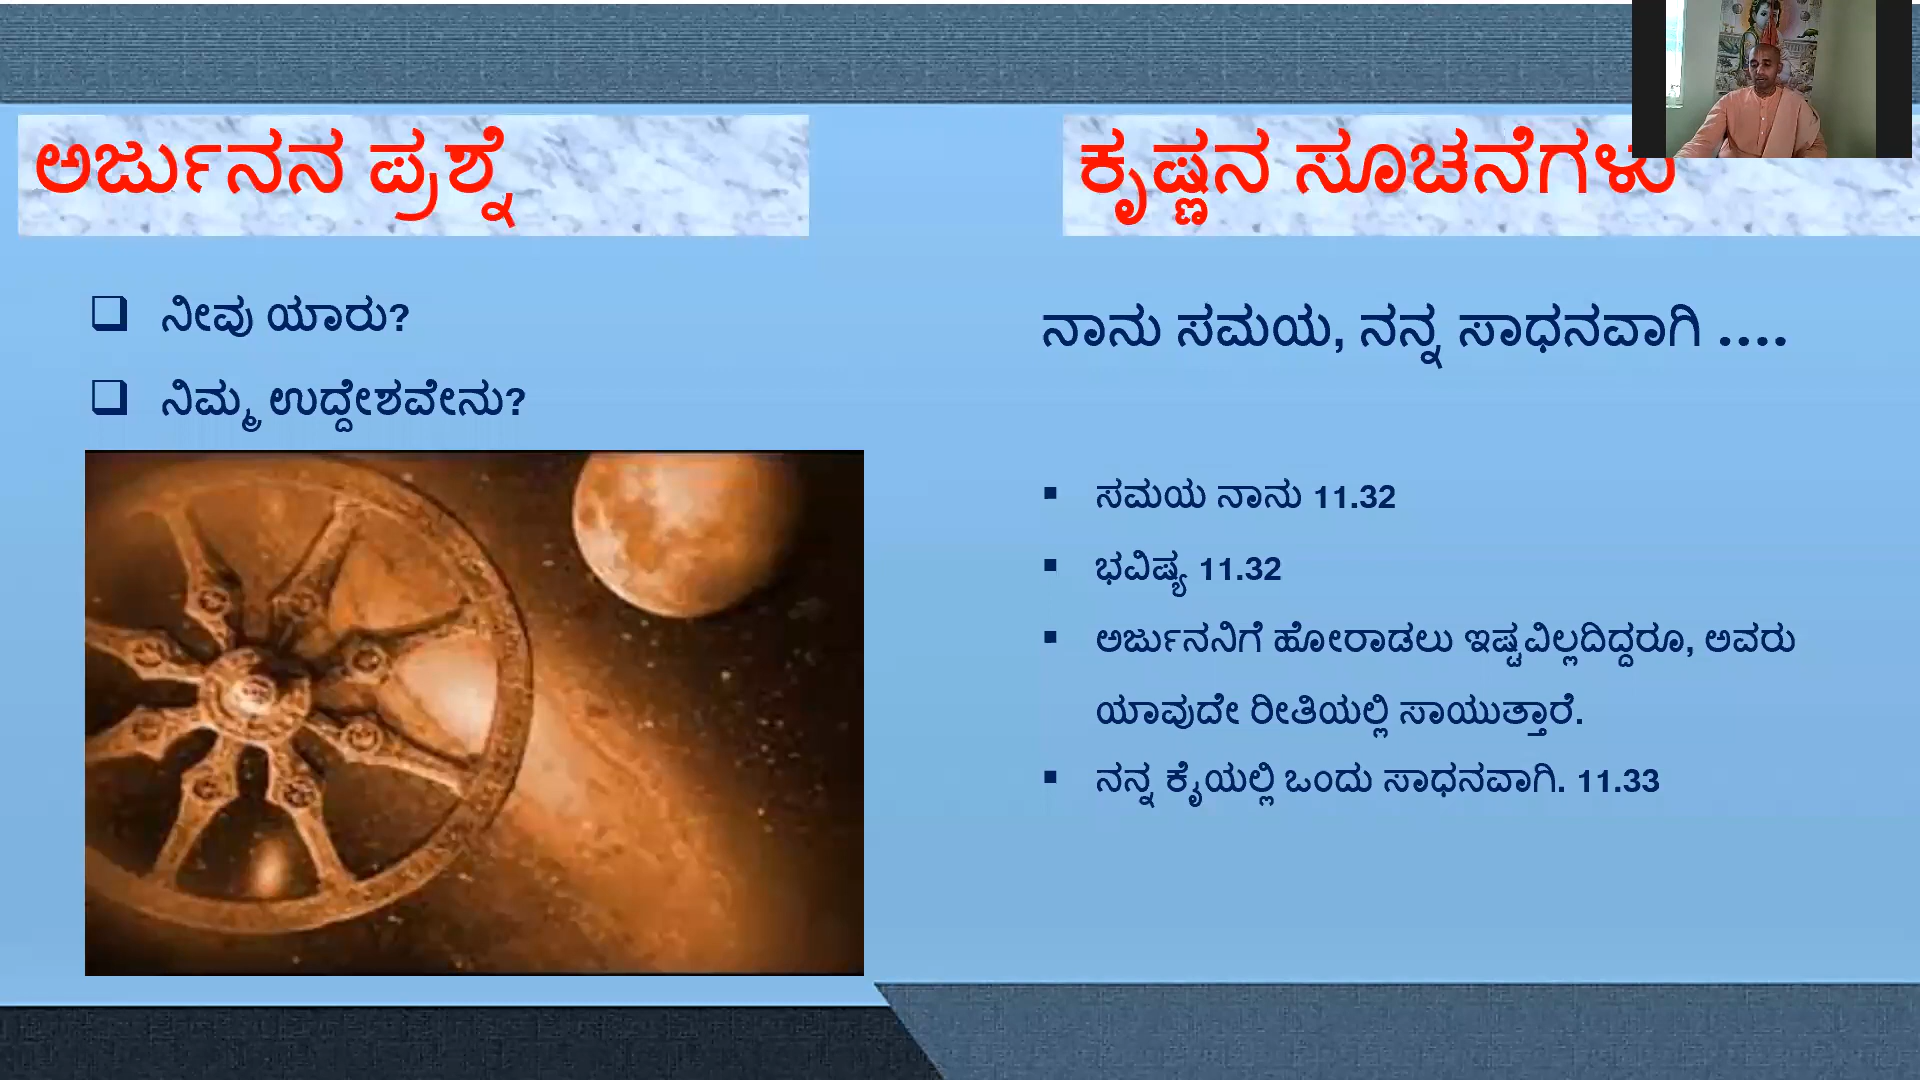 ಅರ್ಜುನನ ಪ್ರಶ್ನೆ
ನೀವು ಯಾರು?
ನಿಮ್ಮ ಉದ್ದೇಶವೇನು?
ಕೃಷ್ಣನ ಸೂಚನೆಗಳು
ನಾನು ಸಮಯ, ನನ್ನ ಸಾಧನವಾಗಿ ....
ಸಮಯ ನಾನು 11.32
ಭವಿಷ್ಯ 11.32
ಅರ್ಜುನನಿಗೆ ಹೋರಾಡಲು ಇಷ್ಟವಿಲ್ಲದಿದ್ದರೂ, ಅವರು
ಯಾವುದೇ ರೀತಿಯಲ್ಲಿ ಸಾಯುತ್ತಾರೆ.
ನನ್ನ ಕೈಯಲ್ಲಿ ಒಂದು ಸಾಧನವಾಗಿ. 11.33